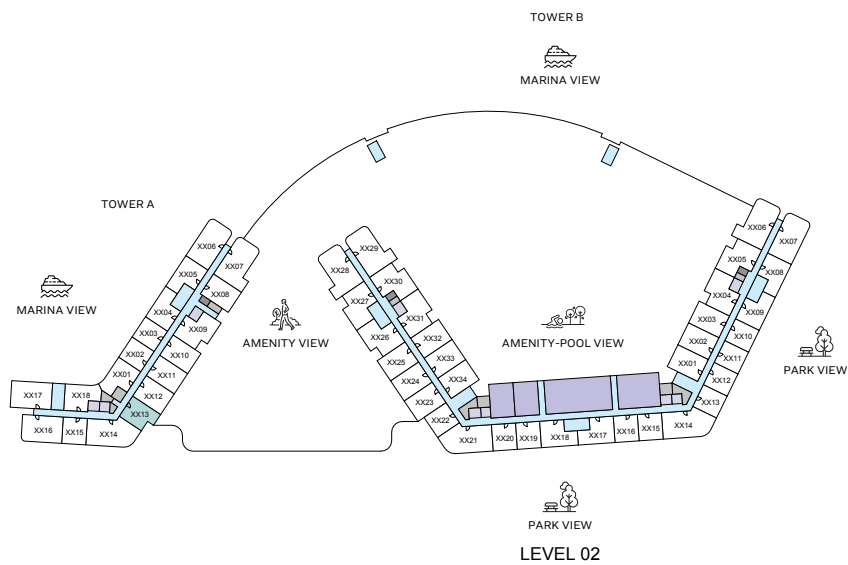 TOWER B
MARINA VIEW
TOWER A
MARINA VIEW
AMENITY VIEW
AMENITY-POOL VIEW
PARK VIEW
XX06
XX07
XX05
XX08
XX04
XX09
XX03
XX10
XX02
XX11
XX01
XX12
XX13
XX17
XX18
XX16
XX15
XX14
XX29
XX28
XX30
XX27
XX31
XX26
XX32
XX25
XX33
XX24
XX34
XX23
XX22
XX21
XX20
XX19
XX18
XX17
XX16
XX15
XX14
XX06
XX07
XX05
XX08
XX04
XX09
XX03
XX10
XX02
XX11
XX01
XX12
XX13
PARK VIEW
LEVEL 02